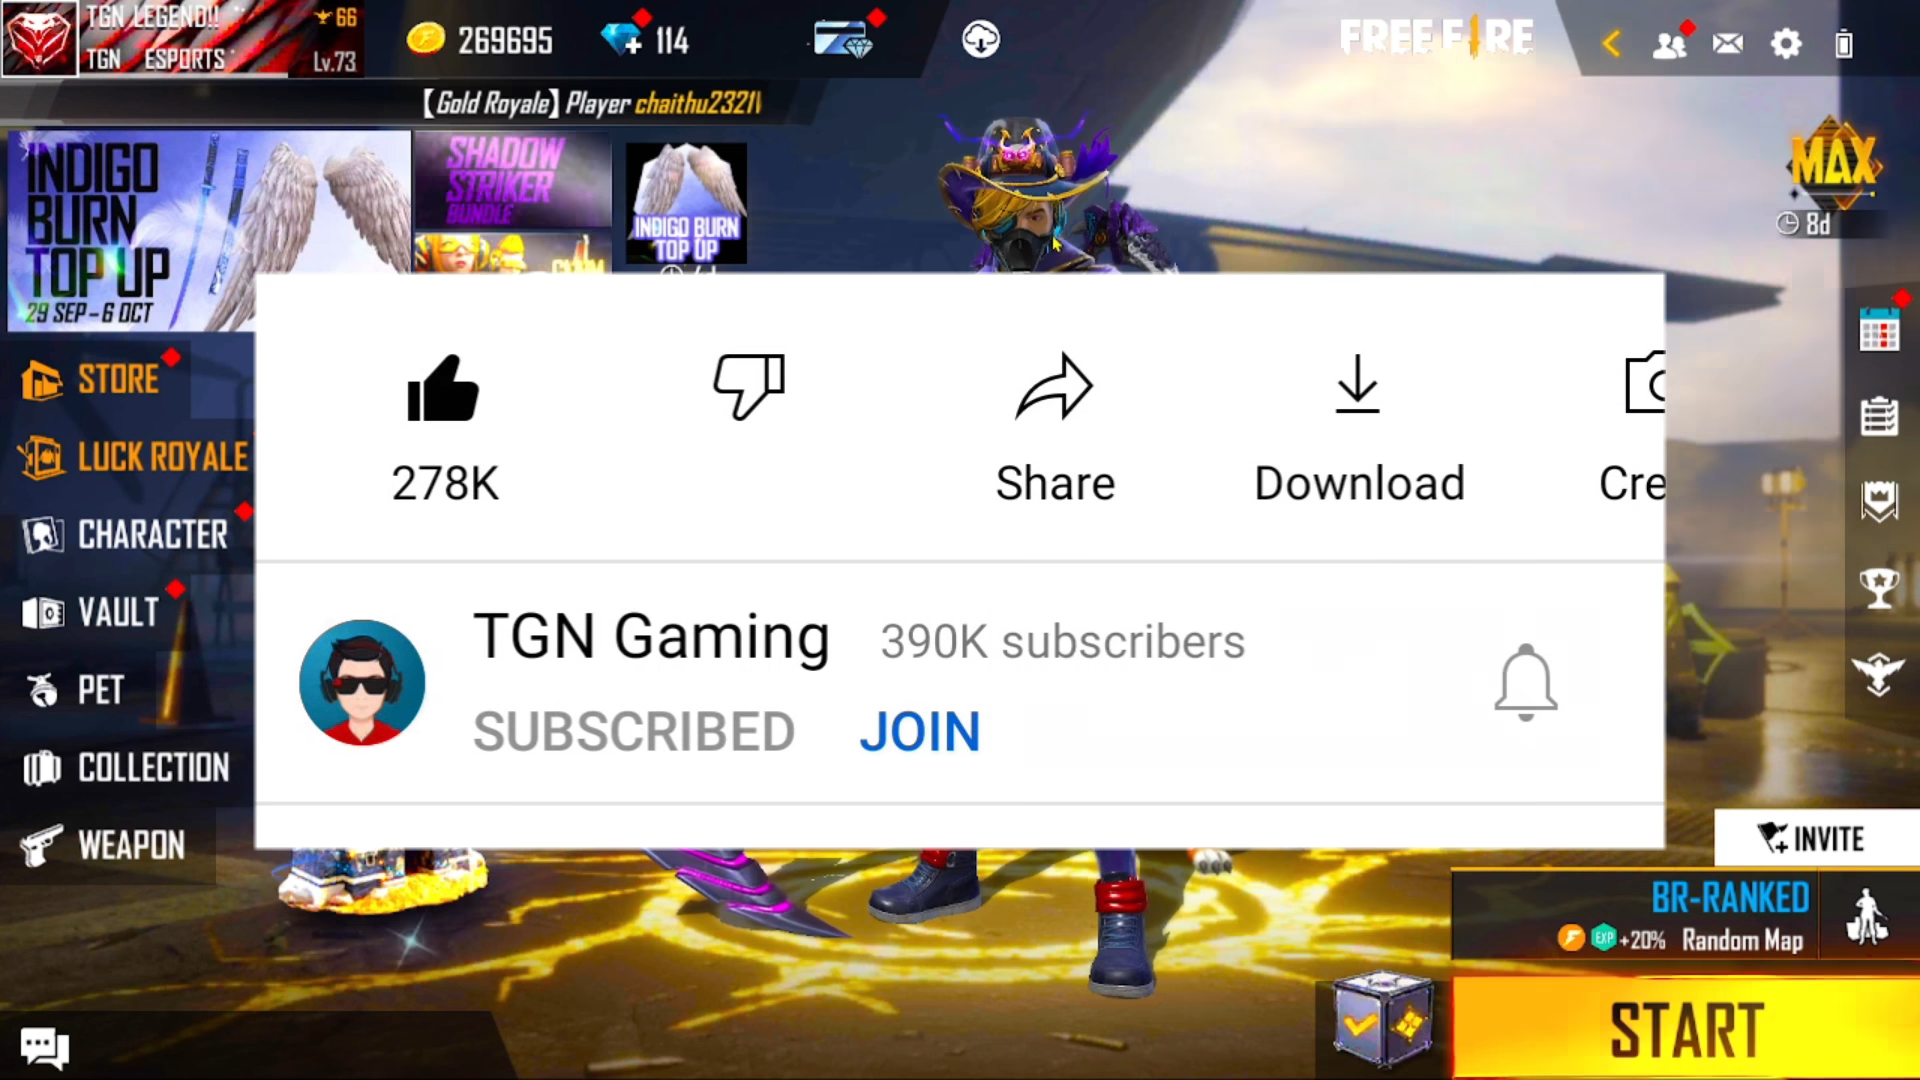 TGN LEGEND!!
66
TGN ESPORTS
Lv.73
269695
114
FREE FIRE
【Gold Royale】Player chaithu2321
INDIGO
BURN
TOP UP
29 SEP-6 OCT
SHADOW
STRIKER
BUNDLE
INDIGO BURN
TOP UP
MAX
8d
STORE
LUCK ROYALE
CHARACTER
VAULT
PET
COLLECTION
WEAPON
278K
Share
Download
Cre
TGN Gaming
390K subscribers
SUBSCRIBED
JOIN
INVITE
BR-RANKED
EXP +20%
Random Map
START